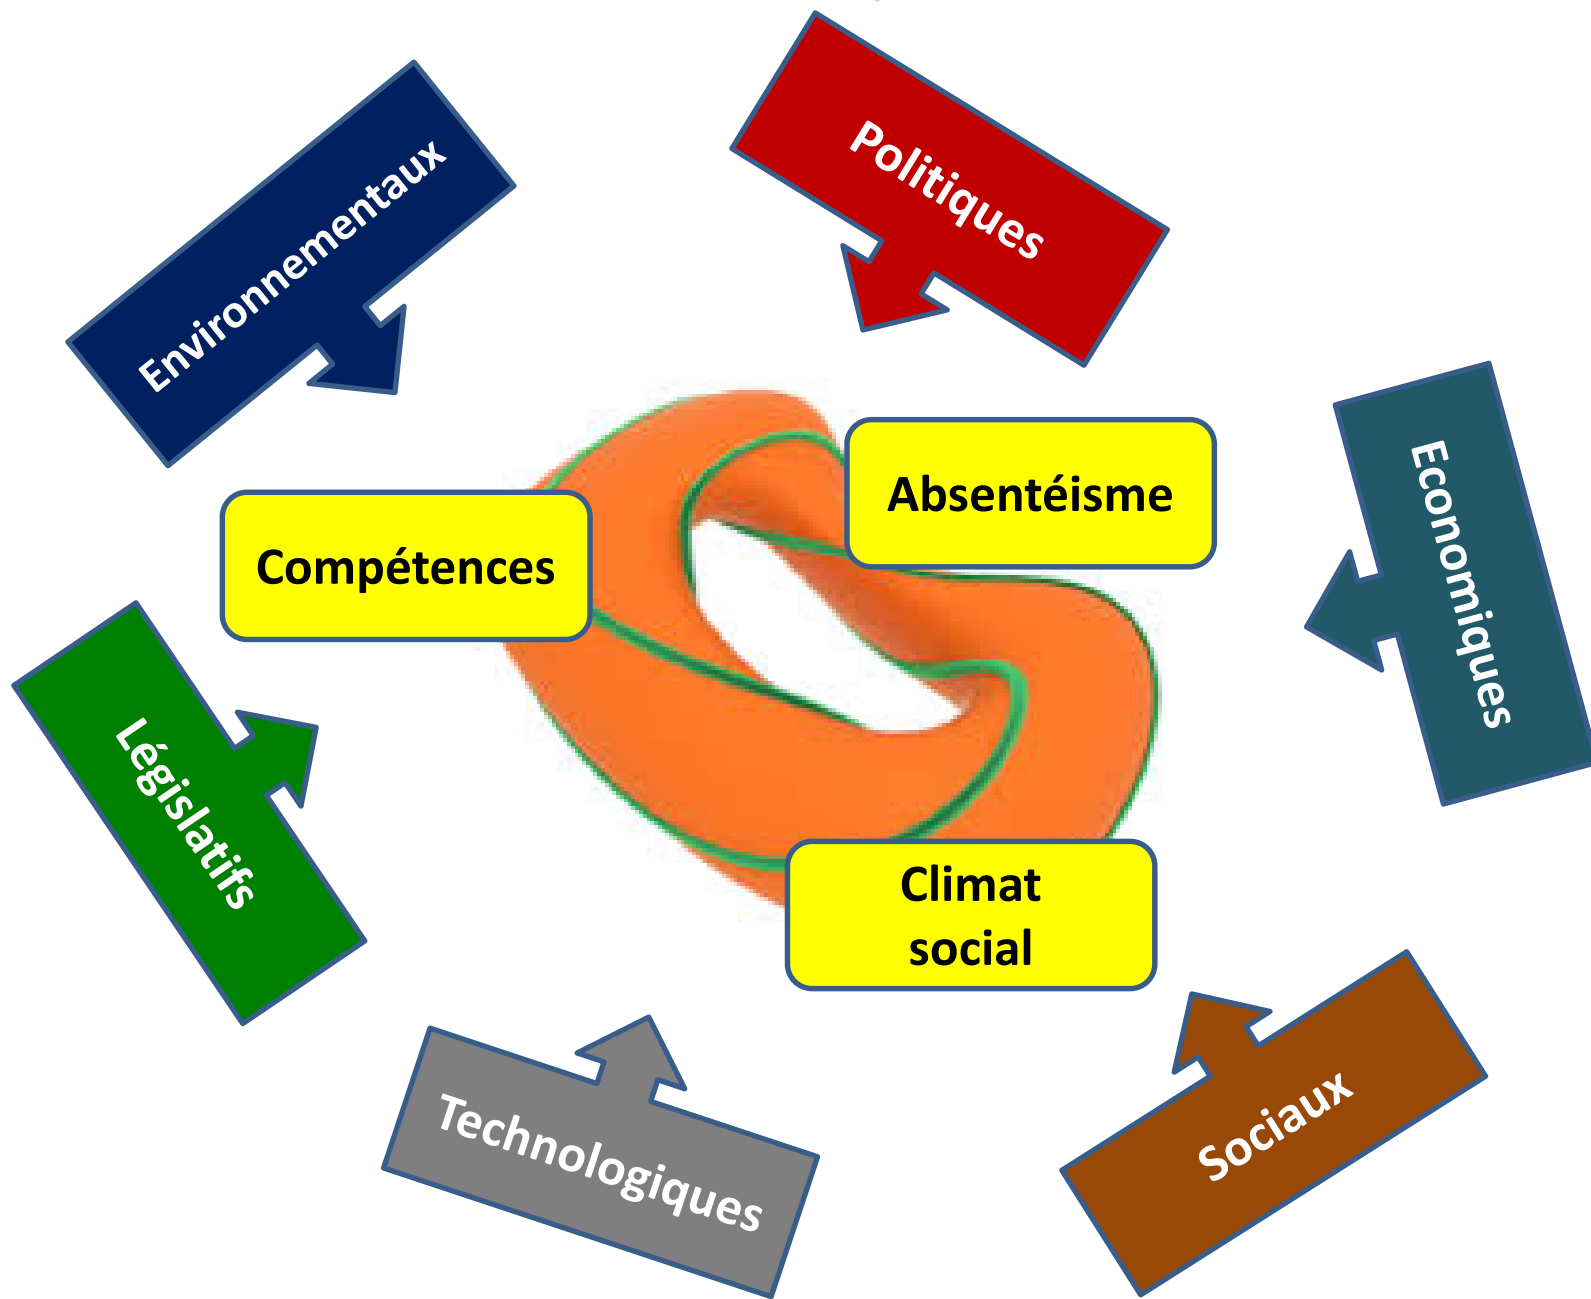 Politiques
Environnementaux
Absentéisme
Economiques
Compétences
Législatifs
Climat
social
Sociaux
Technologiques